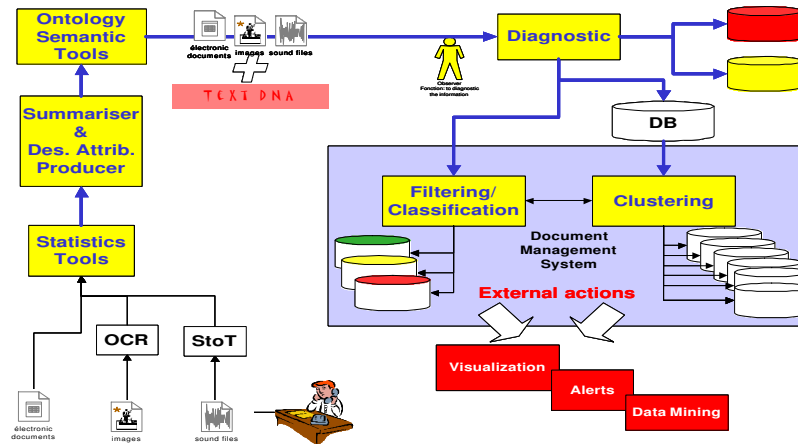 Ontology
Semantic
Tools
électronic
documents
images
sound files
TEXT DNA
Observer
Fonction: to diagnostic
the information
Diagnostic
DB
Summariser
&
Des. Attrib.
Producer
Filtering/
Classification
Clustering
Statistics
Tools
Document
Management
System
External actions
OCR
StoT
Visualization
Alerts
Data Mining
électronic
documents
images
sound files